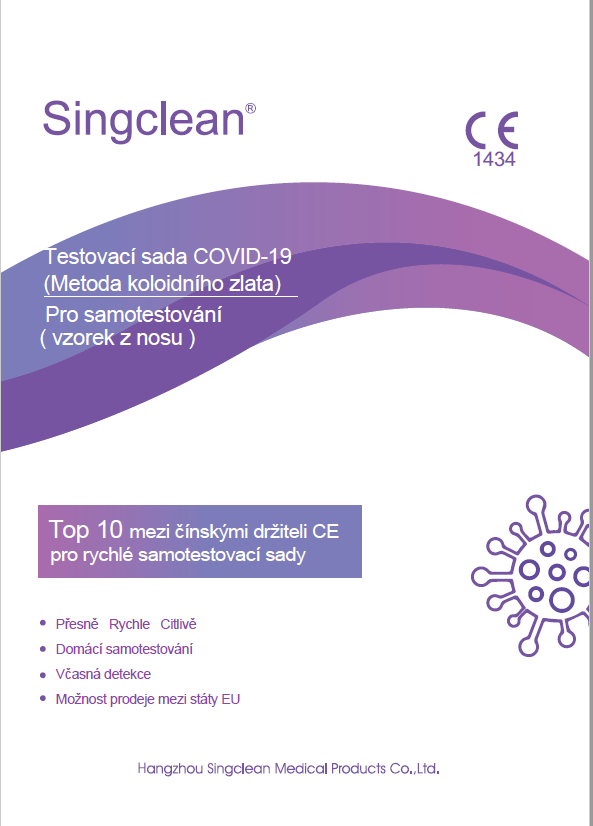 Singclean®
CE
1434
Testovací sada COVID-19
(Metoda koloidního zlata)
Pro samotestování
( vzorek z nosu )
Top 10 mezi čínskými držiteli CE
pro rychlé samotestovací sady
• Přesně Rychle Citlivě
• Domácí samotestování
• Včasná detekce
• Možnost prodeje mezi státy EU
Hangzhou Singclean Medical Products Co.,Ltd.